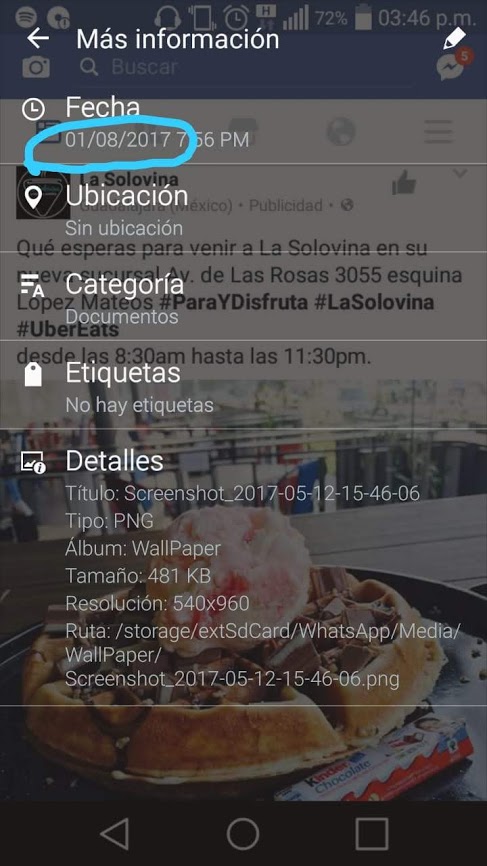 72% 03:46 p.m.
Más información
Buscar
5
Fecha
01/08/2017 7:56 PM
La Solovina
Ubicación
Guadalajara (México) • Publicidad •
Sin ubicación
Qué esperas para venir a La Solovina en su
nueva sucursal Av. de Las Rosas 3055 esquina
Categoría
López Mateos #ParaYDisfruta #LaSolovina
Documentos
#UberEats
desde las 8:30am hasta las 11:30pm.
Etiquetas
No hay etiquetas
Detalles
Título: Screenshot_2017-05-12-15-46-06
Tipo: PNG
Álbum: WallPaper
Tamaño: 481 KB
Resolución: 540x960
Ruta: /storage/extSdCard/WhatsApp/Media/
WallPaper/
Screenshot_2017-05-12-15-46-06.png
Kinder
Chocolate